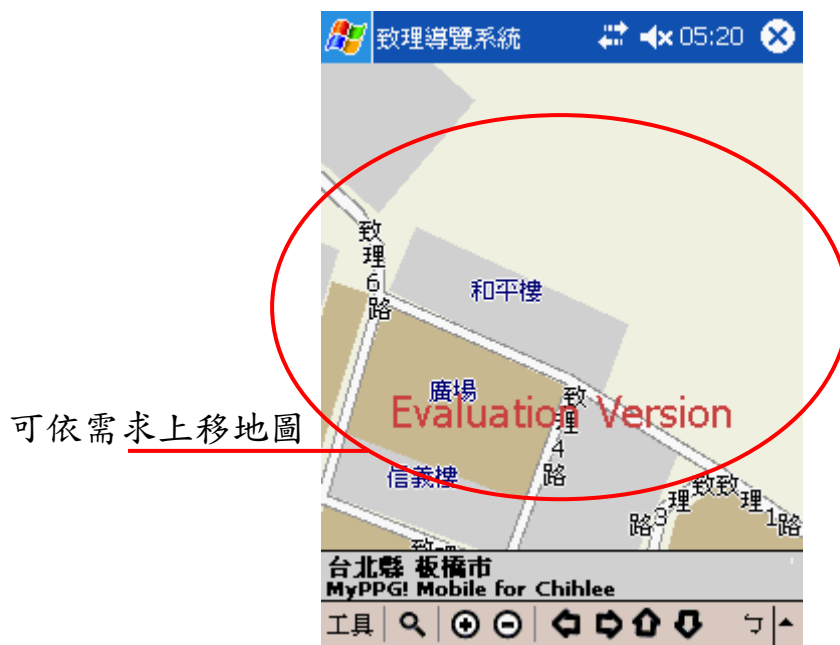 致理導覽系統 05:20
致理6路
和平樓
廣場
致理4路
Evaluation Version
可依需求上移地圖
信義樓
致理3路
致理1路
致理
台北縣 板橋市
MyPPG! Mobile for Chihlee
工具
ㄅ